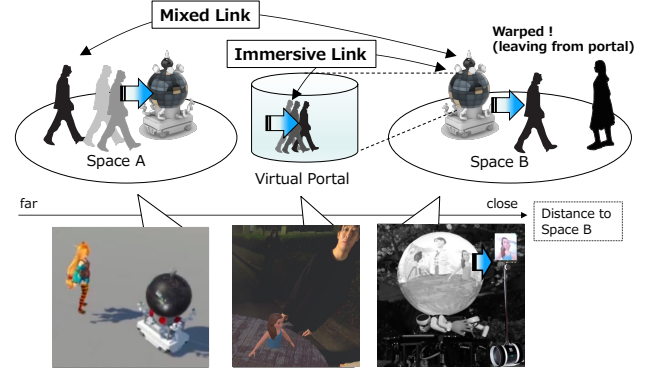 Mixed Link
Warped !
(leaving from portal)
Immersive Link
Space A
Virtual Portal
Space B
far
close
Distance to
Space B